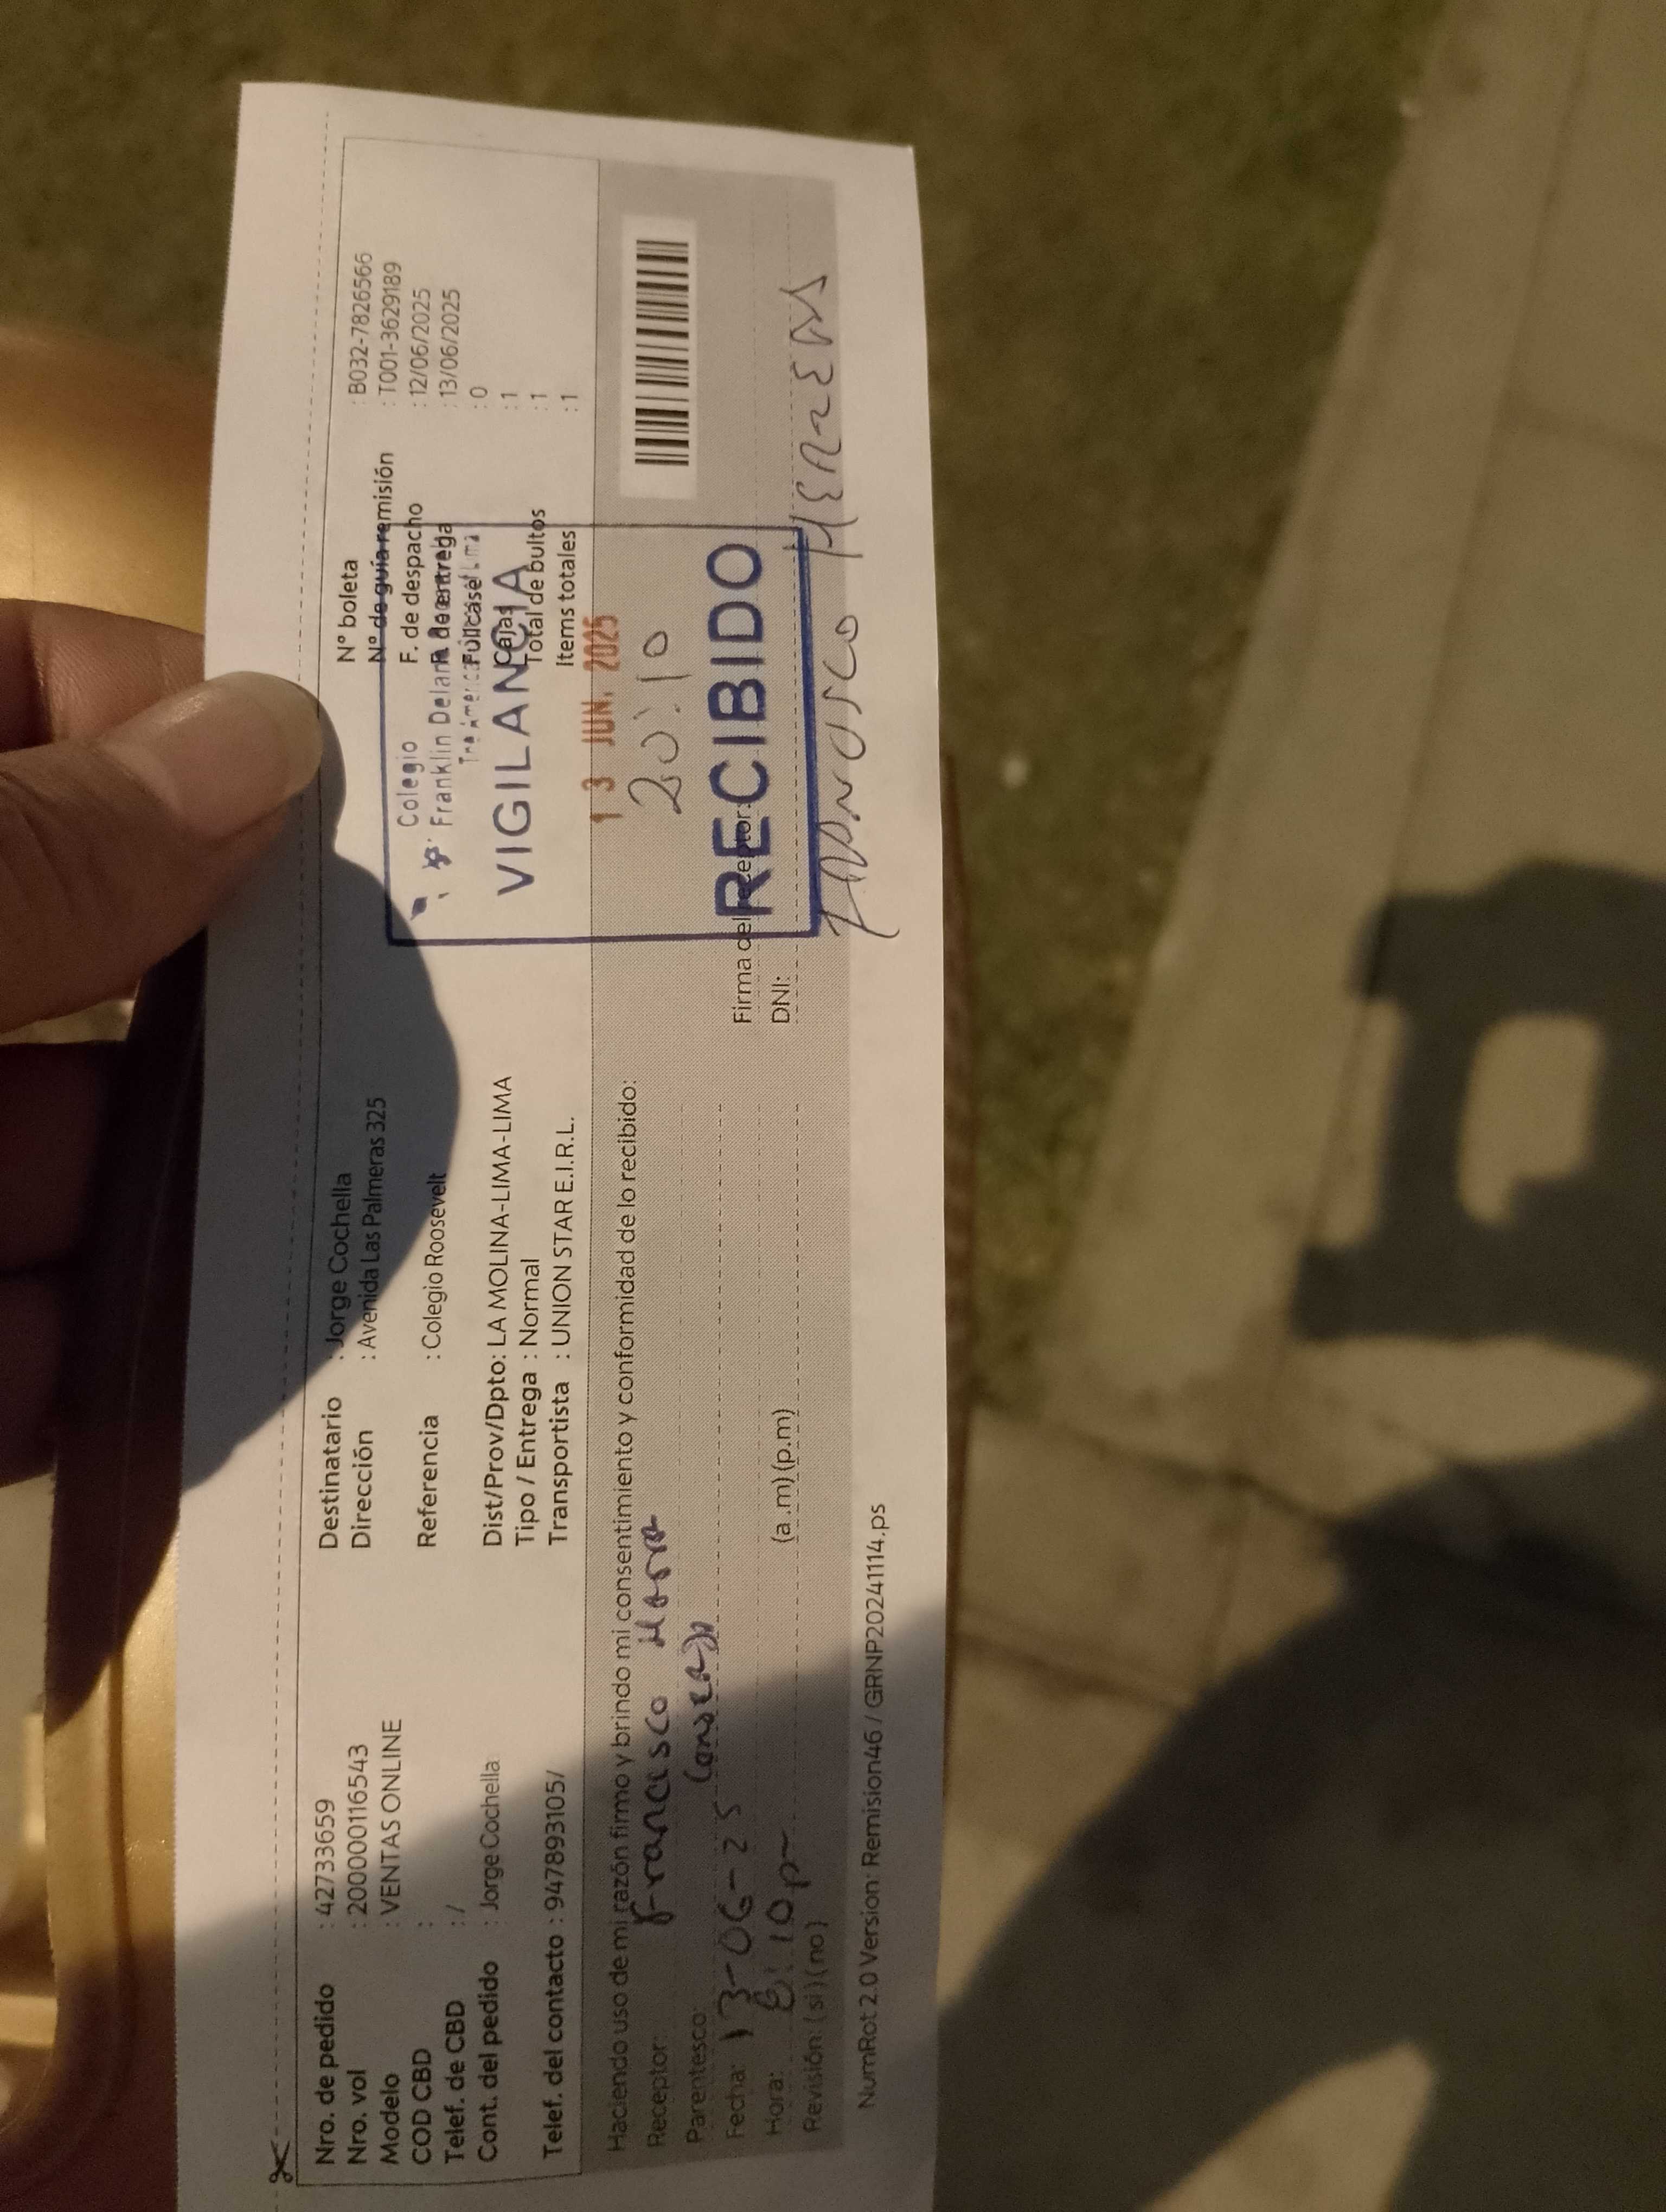 Nro. de pedido : 42733659
Nro. vol : 200000116543
Modelo : VENTAS ONLINE
COD CBD :
Telef. de CBD : /
Cont. del pedido : Jorge Cochella
Telef. del contacto : 947893105/
Destinatario : Jorge Cochella
Dirección : Avenida Las Palmeras 325
Referencia : Colegio Roosevelt
Dist/Prov/Dpto: LA MOLINA-LIMA-LIMA
Tipo / Entrega : Normal
Transportista : UNION STAR E.I.R.L.
N° boleta : B032-7826566
N° de guía remisión : T001-3629189
F. de despacho : 12/06/2025
F. de entrega : 13/06/2025
Fullcase : 0
Cajas : 1
Total de bultos : 1
Items totales : 1
Colegio
Franklin Delano
VIGILANCIA
13 JUN. 2025
20:10
RECIBIDO
Haciendo uso de mi razón firmo y brindo mi consentimiento y conformidad de lo recibido:
Receptor: Francisco
Parentesco:
Fecha: 13-06-25
Hora: 8:10 p (a.m) (p.m)
Revisión: (si) (no)
Firma del receptor:
DNI:
NumRot 2.0 Version: Remision46 / GRNP20241114.ps